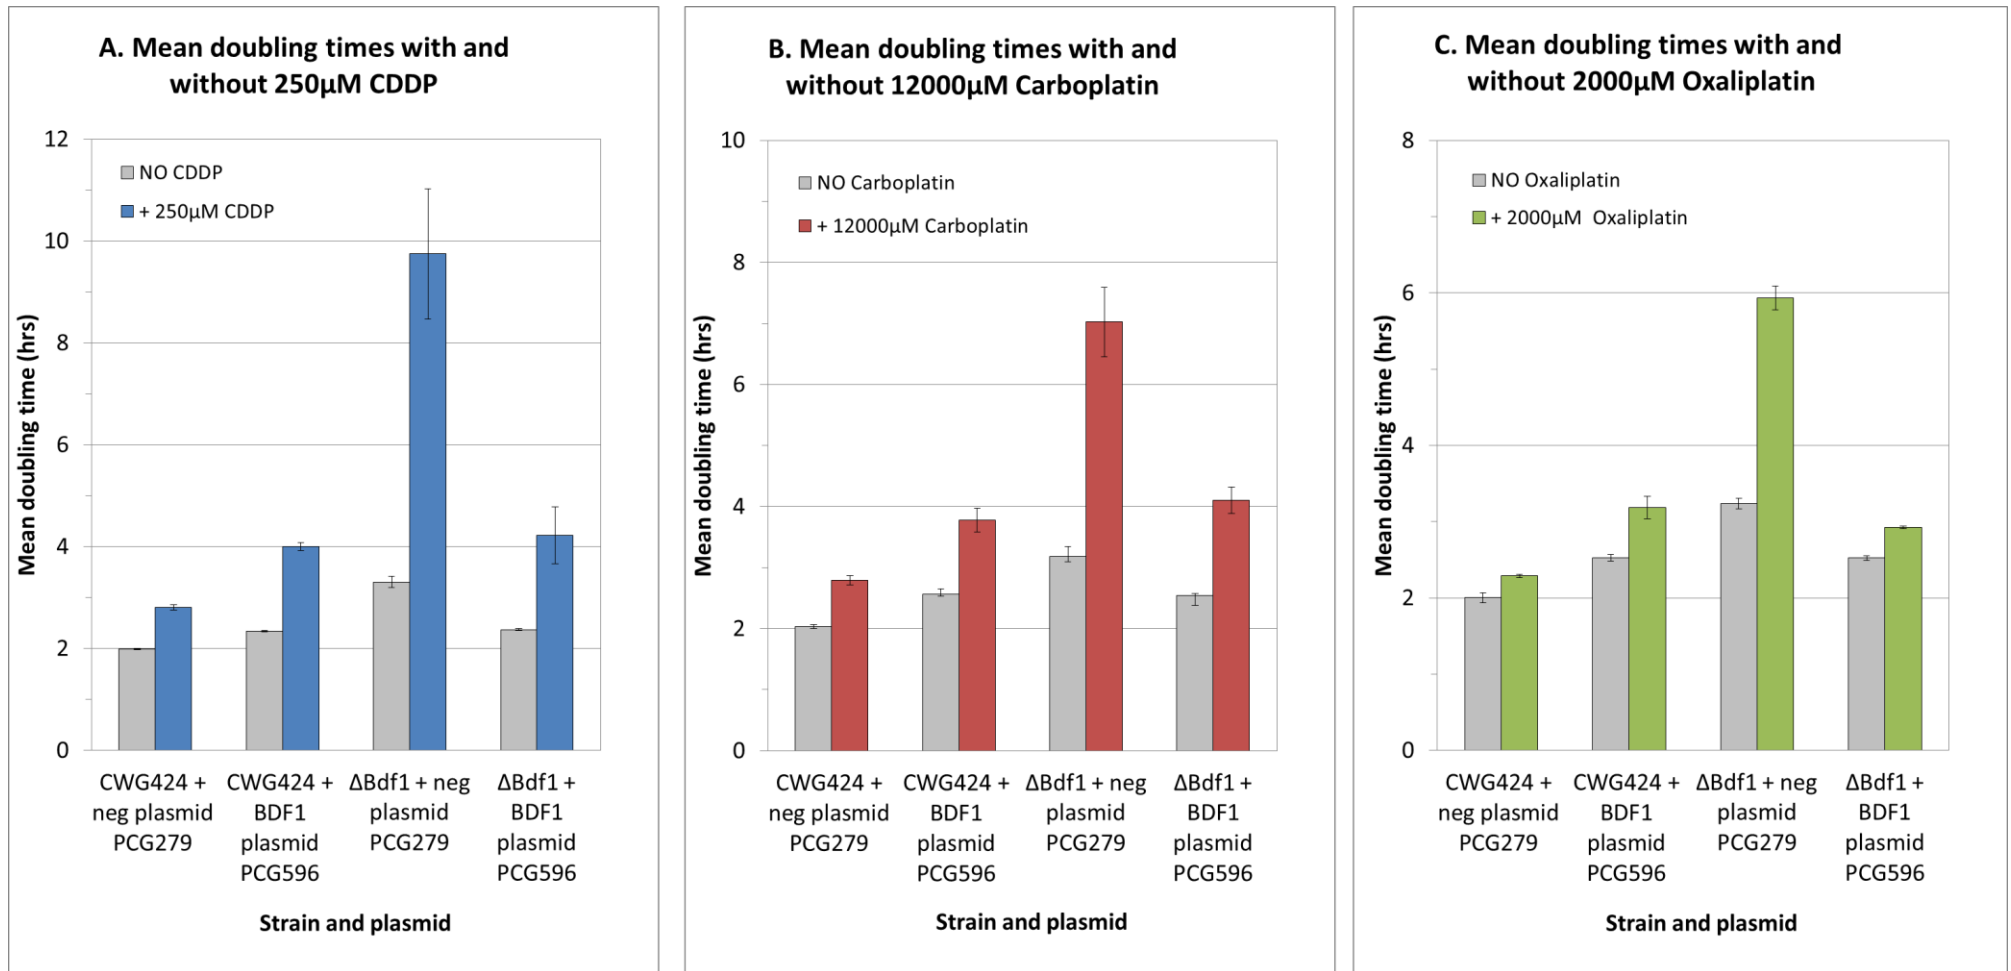 A. Mean doubling times with and
without 250µM CDDP
12
10
8
6
4
2
0
Mean doubling time (hrs)
NO CDDP
+ 250µM CDDP
CWG424 +
neg plasmid
PCG279
CWG424 +
BDF1
plasmid
PCG596
ΔBdf1 + neg
plasmid
PCG279
ΔBdf1 +
BDF1
plasmid
PCG596
Strain and plasmid
B. Mean doubling times with and
without 12000µM Carboplatin
10
8
6
4
2
0
Mean doubling time (hrs)
NO Carboplatin
+ 12000µM Carboplatin
CWG424 +
neg plasmid
PCG279
CWG424 +
BDF1
plasmid
PCG596
ΔBdf1 + neg
plasmid
PCG279
ΔBdf1 +
BDF1
plasmid
PCG596
Strain and plasmid
C. Mean doubling times with and
without 2000µM Oxaliplatin
8
6
4
2
0
Mean doubling time (hrs)
NO Oxaliplatin
+ 2000µM Oxaliplatin
CWG424 +
neg plasmid
PCG279
CWG424 +
BDF1
plasmid
PCG596
ΔBdf1 + neg
plasmid
PCG279
ΔBdf1 +
BDF1
plasmid
PCG596
Strain and plasmid